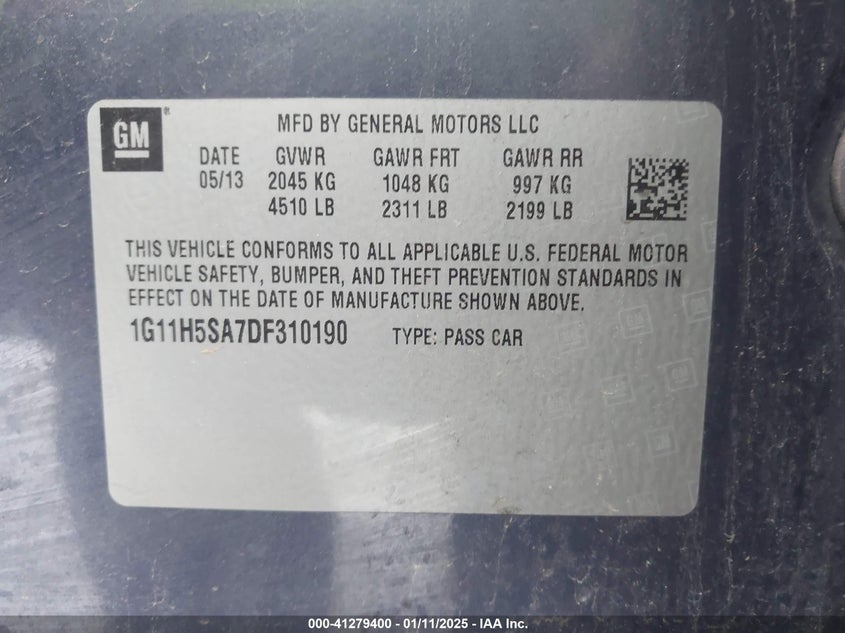 GM ®
MFD BY GENERAL MOTORS LLC
DATE GVWR GAWR FRT GAWR RR
05/13 2045 KG 1048 KG 997 KG
4510 LB 2311 LB 2199 LB
THIS VEHICLE CONFORMS TO ALL APPLICABLE U.S. FEDERAL MOTOR
VEHICLE SAFETY, BUMPER, AND THEFT PREVENTION STANDARDS IN
EFFECT ON THE DATE OF MANUFACTURE SHOWN ABOVE.
1G11H5SA7DF310190 TYPE: PASS CAR
000-41279400 - 01/11/2025 - IAA Inc.